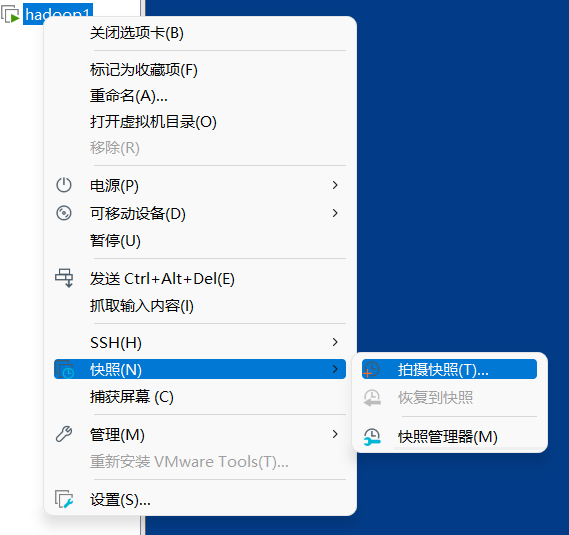 hadoop1
关闭选项卡(B)
标记为收藏项(F)
重命名(A)...
打开虚拟机目录(O)
移除(R)
电源(P)
可移动设备(D)
暂停(U)
发送 Ctrl+Alt+Del(E)
抓取输入内容(I)
SSH(H)
快照(N)
拍摄快照(T)...
恢复到快照
捕获屏幕 (C)
快照管理器(M)
管理(M)
重新安装 VMware Tools(T)...
设置(S)...